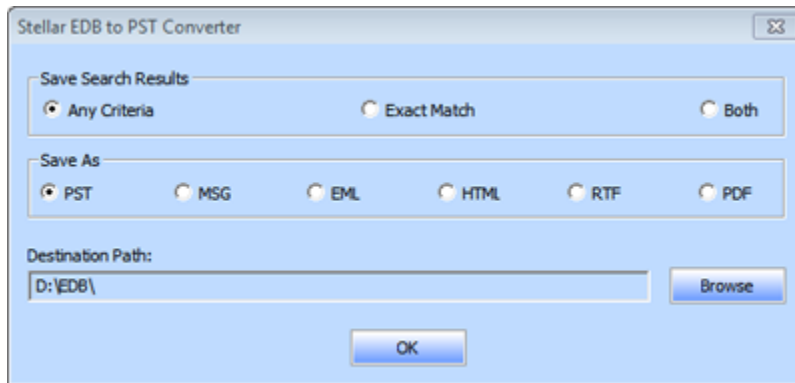 Stellar EDB to PST Converter
Save Search Results
Any Criteria Exact Match Both
Save As
PST MSG EML HTML RTF PDF
Destination Path:
D:\EDB\ Browse
OK